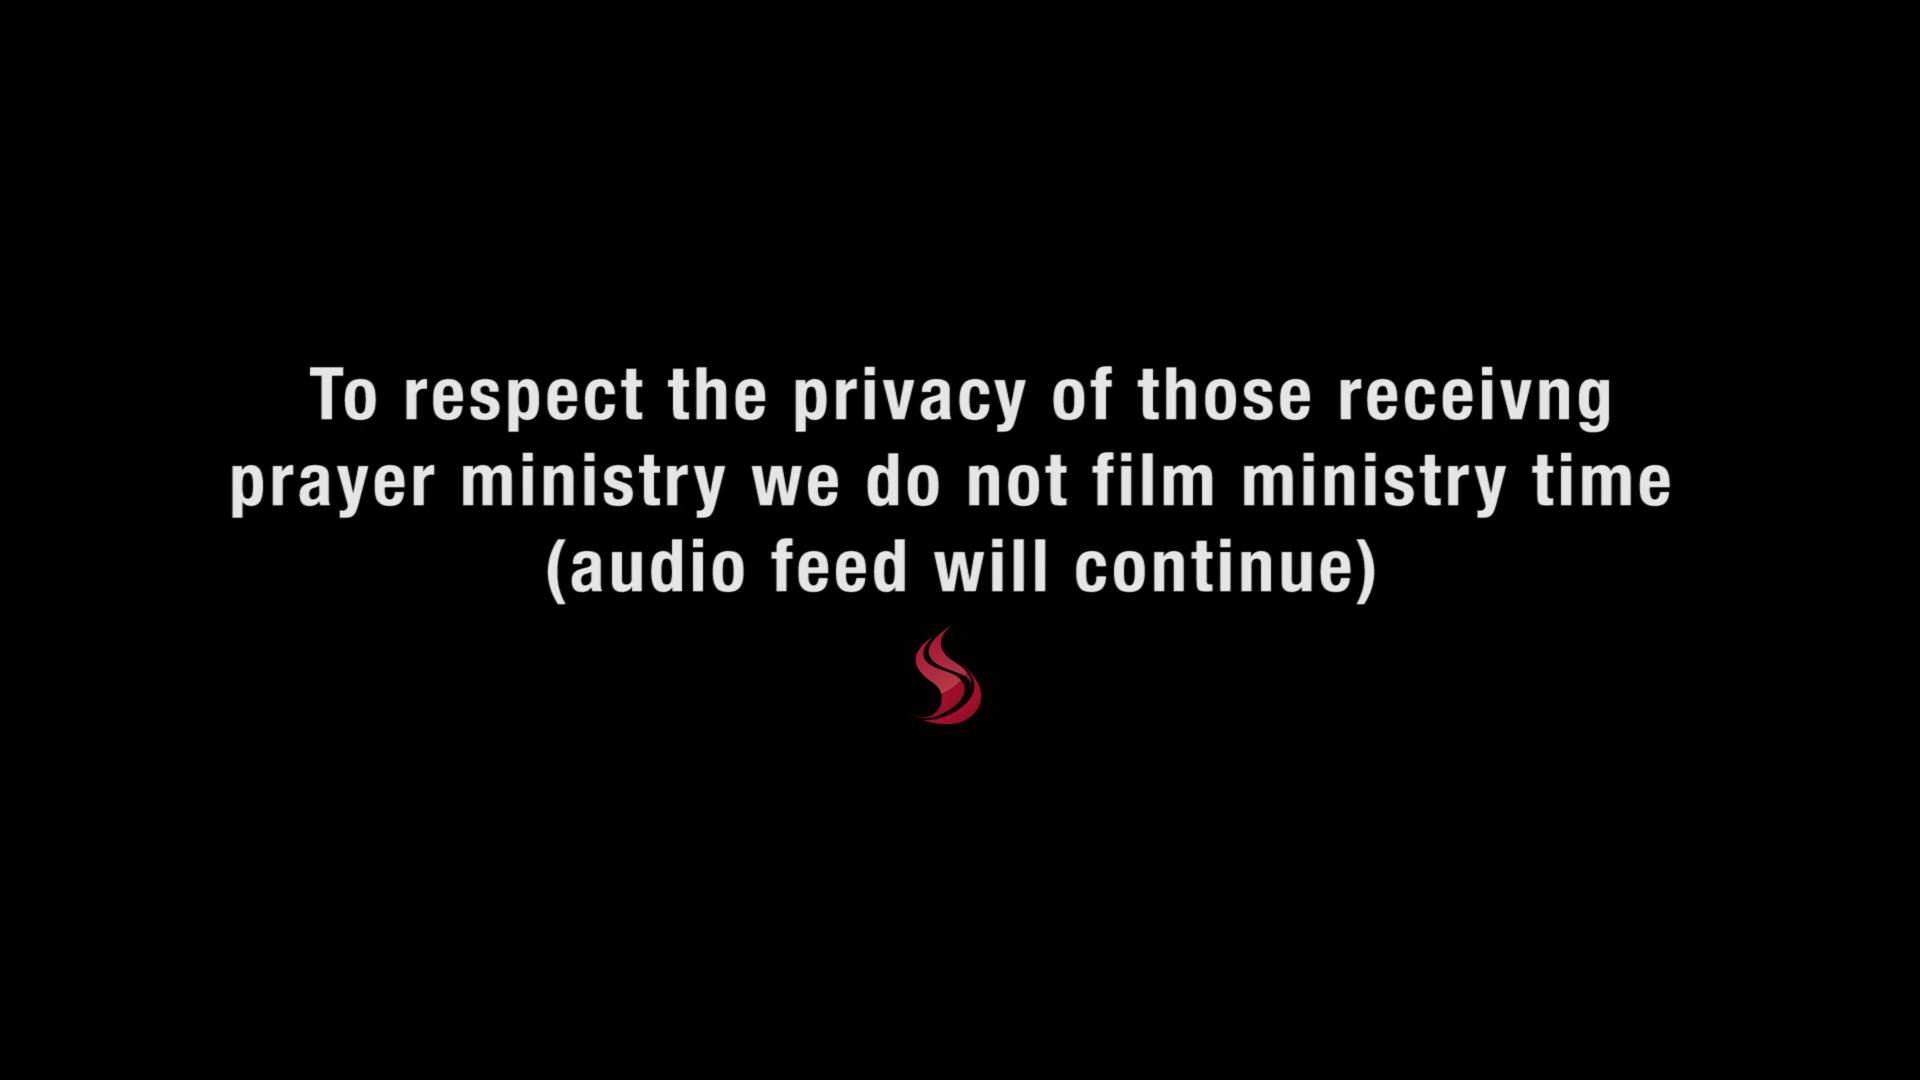 To respect the privacy of those receivng
prayer ministry we do not film ministry time
(audio feed will continue)